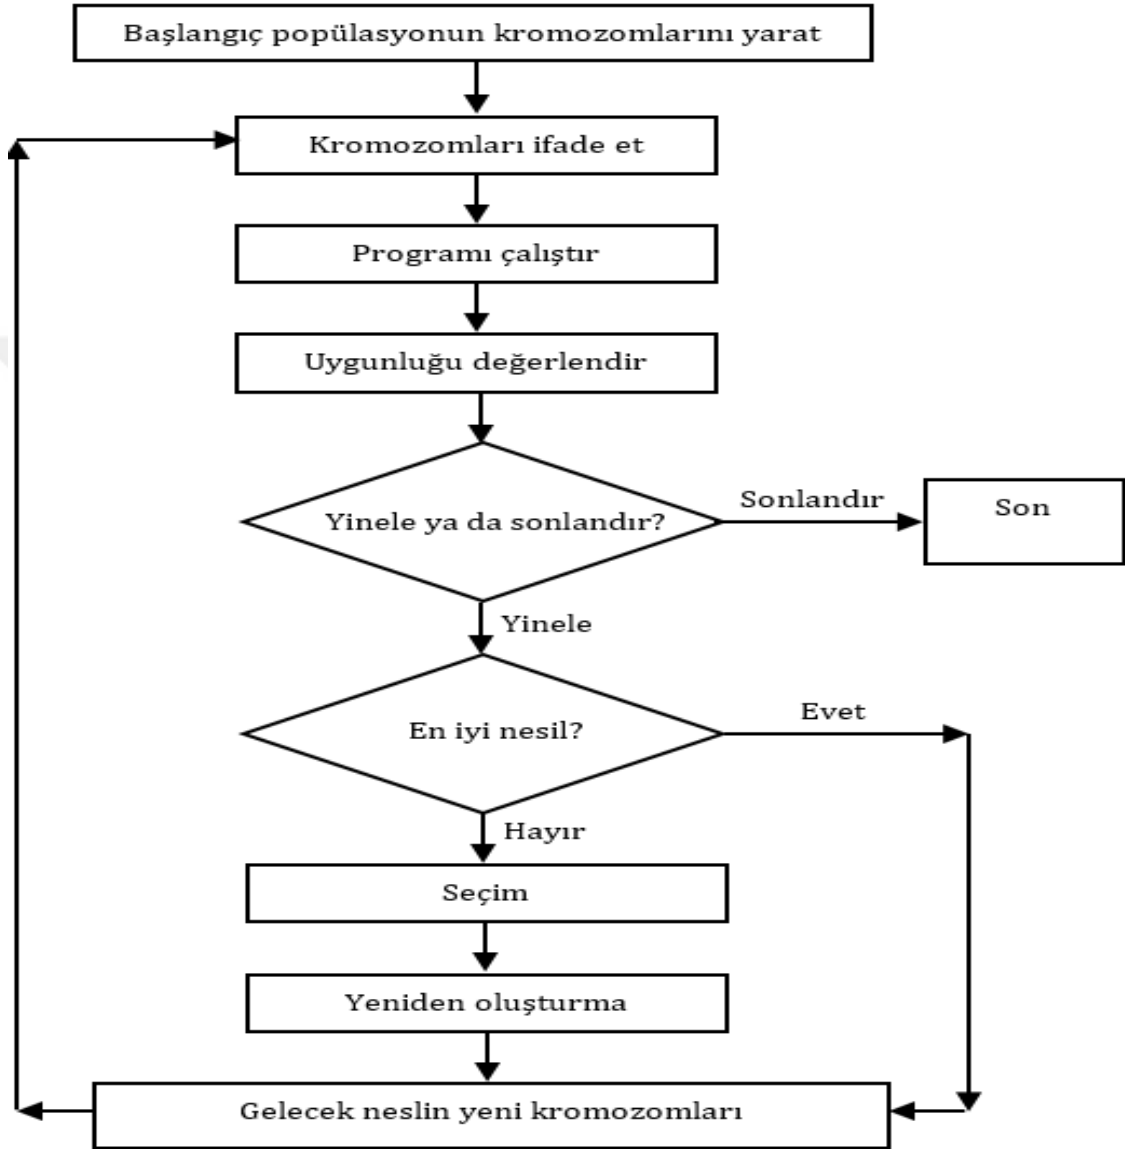 Başlangıç popülasyonun kromozomlarını yarat
Kromozomları ifade et
Programı çalıştır
Uygunluğu değerlendir
Yinele ya da sonlandır?
Sonlandır
Son
Yinele
En iyi nesil?
Evet
Hayır
Seçim
Yeniden oluşturma
Gelecek neslin yeni kromozomları